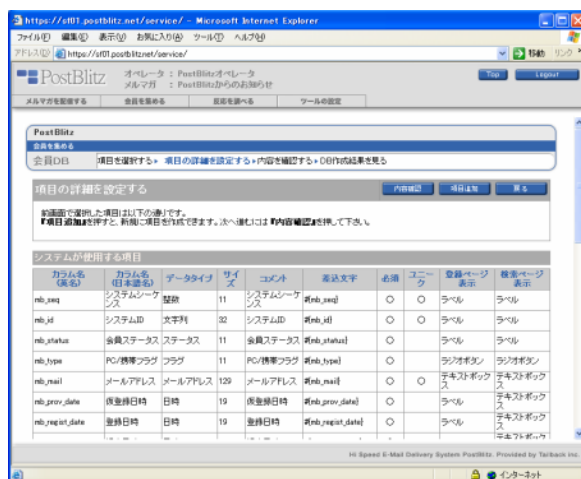 https://sf01.postblitz.net/service/ - Microsoft Internet Explorer
ファイル(F) 編集(E) 表示(V) お気に入り(A) ツール(T) ヘルプ(H)
アドレス(D) https://sf01.postblitz.net/service/ 移動 リンク »
PostBlitz オペレータ : PostBlitzオペレータ Top Logout
メルマガ : PostBlitzからのお知らせ
メルマガを配信する 会員を集める 反応を調べる ツールの設定
PostBlitz
会員を集める
会員DB 項目を選択する» 項目の詳細を設定する»内容を確認する»DB作成結果を見る
項目の詳細を設定する 内容確認 項目追加 戻る
前画面で選択した項目は以下の通りです。
『項目追加』を押すと、新規に項目を作成できます。次へ進むには『内容確認』を押して下さい。
システムが使用する項目
カラム名(英名) カラム名(日本語名) データタイプ サイズ コメント 差込文字 必須 ユニーク 登録ページ表示 検索ページ表示
mb_seq システムシーケンス 整数 11 システムシーケンス #{mb_seq} ○ ○ ラベル ラベル
mb_id システムID 文字列 32 システムID #{mb_id} ○ ○ ラベル ラベル
mb_status 会員ステータス ステータス 11 会員ステータス #{mb_status} ○ ラベル ラベル
mb_type PC/携帯フラグ フラグ 11 PC/携帯フラグ #{mb_type} ○ ラジオボタン ラジオボタン
mb_mail メールアドレス メールアドレス 129 メールアドレス #{mb_mail} ○ ○ テキストボックス テキストボックス
mb_prov_date 仮登録日時 日時 19 仮登録日時 #{mb_prov_date} ○ ラベル テキストボックス
mb_regist_date 登録日時 日時 19 登録日時 #{mb_regist_date} ○ ラベル テキストボックス
Hi Speed E-Mail Delivery System PostBlitz. Provided by Tailback inc.
インターネット